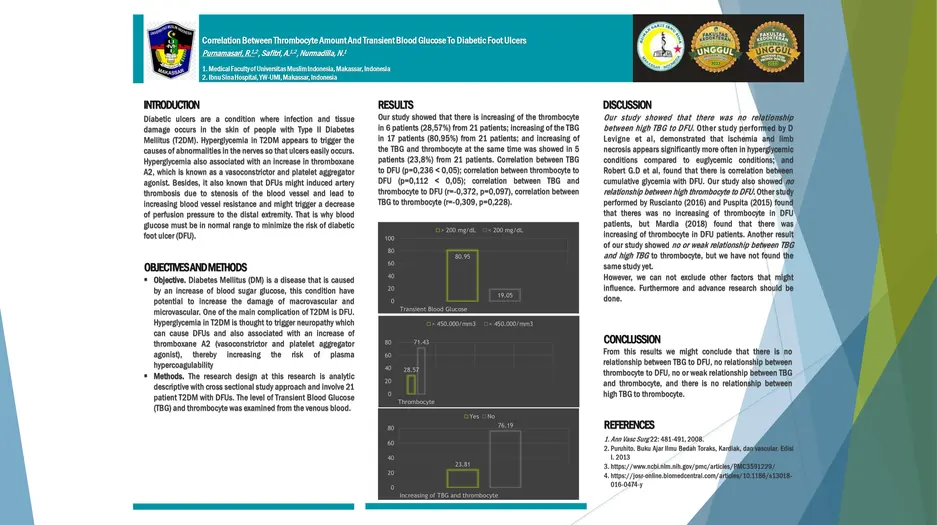 Correlation Between Thrombocyte Amount And Transient Blood Glucose To Diabetic Foot Ulcers
Purnamasari, R.1,2, Safitri, A.1,2, Nurmadilla, N.1
1. Medical Faculty of Universitas Muslim Indonesia, Makassar, Indonesia
2. Ibnu Sina Hospital, YW-UMI, Makassar, Indonesia
MAKASSAR
FAKULTAS
KEDOKTERAN
UNGGUL
FAKULTAS
KEDOKTERAN
UNGGUL
INTRODUCTION
Diabetic ulcers are a condition where infection and tissue
damage occurs in the skin of people with Type II Diabetes
Mellitus (T2DM). Hyperglycemia in T2DM appears to trigger the
causes of abnormalities in the nerves so that ulcers easily occurs.
Hyperglycemia also associated with an increase in thromboxane
A2, which is known as a vasoconstrictor and platelet aggregator
agonist. Besides, it also known that DFUs might induced artery
thrombosis due to stenosis of the blood vessel and lead to
increasing blood vessel resistance and might trigger a decrease
of perfusion pressure to the distal extremity. That is why blood
glucose must be in normal range to minimize the risk of diabetic
foot ulcer (DFU).
OBJECTIVES AND METHODS
• Objective. Diabetes Mellitus (DM) is a disease that is caused
by an increase of blood sugar glucose, this condition have
potential to increase the damage of macrovascular and
microvascular. One of the main complication of T2DM is DFU.
Hyperglycemia in T2DM is thought to trigger neuropathy which
can cause DFUs and also associated with an increase of
thromboxane A2 (vasoconstrictor and platelet aggregator
agonist), thereby increasing the risk of plasma
hypercoagulability
• Methods. The research design at this research is analytic
descriptive with cross sectional study approach and involve 21
patient T2DM with DFUs. The level of Transient Blood Glucose
(TBG) and thrombocyte was examined from the venous blood.
RESULTS
Our study showed that there is increasing of the thrombocyte
in 6 patients (28,57%) from 21 patients; increasing of the TBG
in 17 patients (80,95%) from 21 patients; and increasing of
the TBG and thrombocyte at the same time was showed in 5
patients (23,8%) from 21 patients. Correlation between TBG
to DFU (p=0,236 < 0,05); correlation between thrombocyte to
DFU (p=0,112 < 0,05); correlation between TBG and
thrombocyte to DFU (r=-0,372, p=0,097), correlation between
TBG to thrombocyte (r=-0,309, p=0,228).
> 200 mg/dL < 200 mg/dL
100
80
60
40
20
0
80.95
19.05
Transient Blood Glucose
> 450.000/mm3 < 450.000/mm3
80
60
40
20
0
28.57
71.43
Thrombocyte
Yes No
80
60
40
20
0
23.81
76.19
Increasing of TBG and thrombocyte
DISCUSSION
Our study showed that there was no relationship
between high TBG to DFU. Other study performed by D
Levigne et al, demonstrated that ischemia and limb
necrosis appears significantly more often in hyperglycemic
conditions compared to euglycemic conditions; and
Robert G.D et al, found that there is correlation between
cumulative glycemia with DFU. Our study also showed no
relationship between high thrombocyte to DFU. Other study
performed by Ruscianto (2016) and Puspita (2015) found
that theres was no increasing of thrombocyte in DFU
patients, but Mardia (2018) found that there was
increasing of thrombocyte in DFU patients. Another result
of our study showed no or weak relationship between TBG
and high TBG to thrombocyte, but we have not found the
same study yet.
However, we can not exclude other factors that might
influence. Furthermore and advance research should be
done.
CONCLUSSION
From this results we might conclude that there is no
relationship between TBG to DFU, no relationship between
thrombocyte to DFU, no or weak relationship between TBG
and thrombocyte, and there is no relationship between
high TBG to thrombocyte.
REFERENCES
1. Ann Vasc Surg 22: 481-491, 2008.
2. Puruhito. Buku Ajar Ilmu Bedah Toraks, Kardiak, dan vascular. Edisi
I. 2013
3. https://www.ncbi.nlm.nih.gov/pmc/articles/PMC3591229/
4. https://josr-online.biomedcentral.com/articles/10.1186/s13018-
016-0474-y